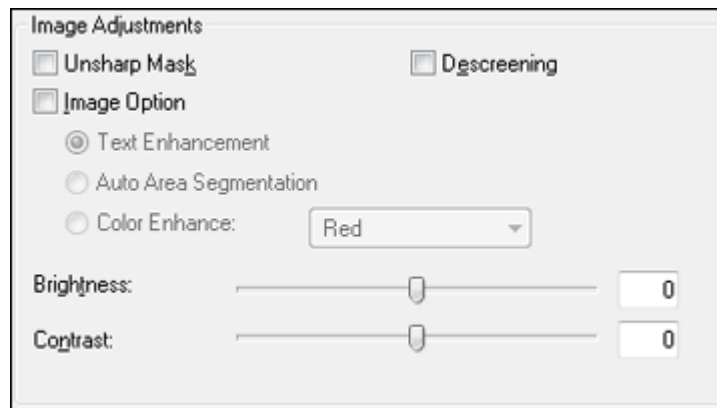 Image Adjustments
Unsharp Mask Descreening
Image Option
Text Enhancement
Auto Area Segmentation
Color Enhance: Red
Brightness: 0
Contrast: 0